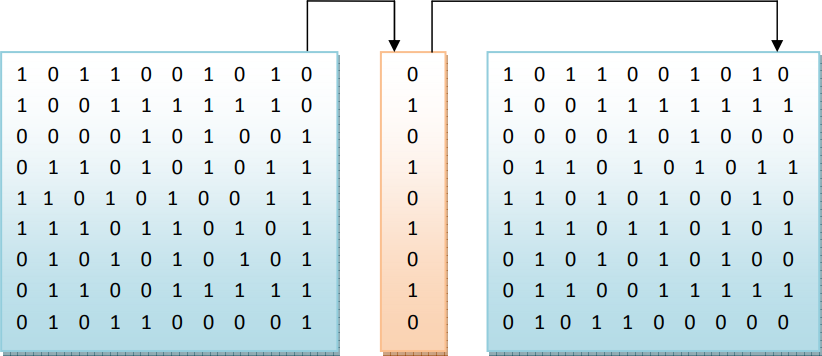 1 0 1 1 0 0 1 0 1 0 0 1 0 1 1 0 0 1 0 1 0
1 0 0 1 1 1 1 1 1 0 1 1 0 0 1 1 1 1 1 1 1
0 0 0 0 1 0 1 0 0 1 0 0 0 0 0 1 0 1 0 0 0
0 1 1 0 1 0 1 0 1 1 1 0 1 1 0 1 0 1 0 1 1
1 1 0 1 0 1 0 0 1 1 0 1 1 0 1 0 1 0 0 1 0
1 1 1 0 1 1 0 1 0 1 1 1 1 1 0 1 1 0 1 0 1
0 1 0 1 0 1 0 1 0 1 0 0 1 0 1 0 1 0 1 0 0
0 1 1 0 0 1 1 1 1 1 1 0 1 1 0 0 1 1 1 1 1
0 1 0 1 1 0 0 0 0 1 0 0 1 0 1 1 0 0 0 0 0